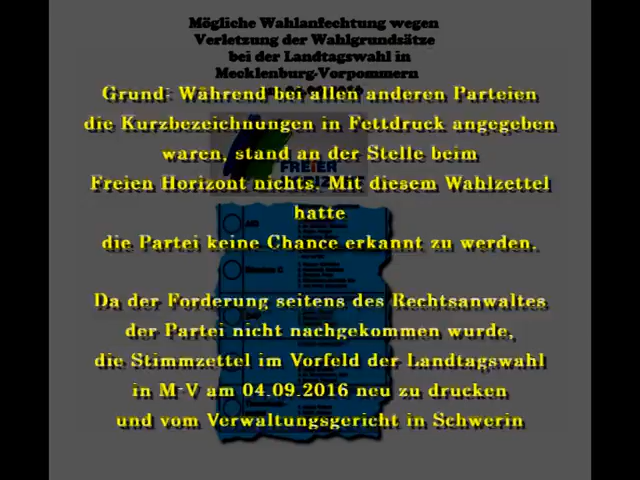 Mögliche Wahlanfechtung wegen
Verletzung der Wahlgrundsätze
bei der Landtagswahl in
Mecklenburg-Vorpommern
Grund: Während bei allen anderen Parteien
die Kurzbezeichnungen in Fettdruck angegeben
waren, stand an der Stelle beim
FREiER
Freien Horizont nichts. Mit diesem Wahlzettel
hatte
die Partei keine Chance erkannt zu werden.
Da der Forderung seitens des Rechtsanwaltes
der Partei nicht nachgekommen wurde,
die Stimmzettel im Vorfeld der Landtagswahl
in M-V am 04.09.2016 neu zu drucken
und vom Verwaltungsgericht in Schwerin